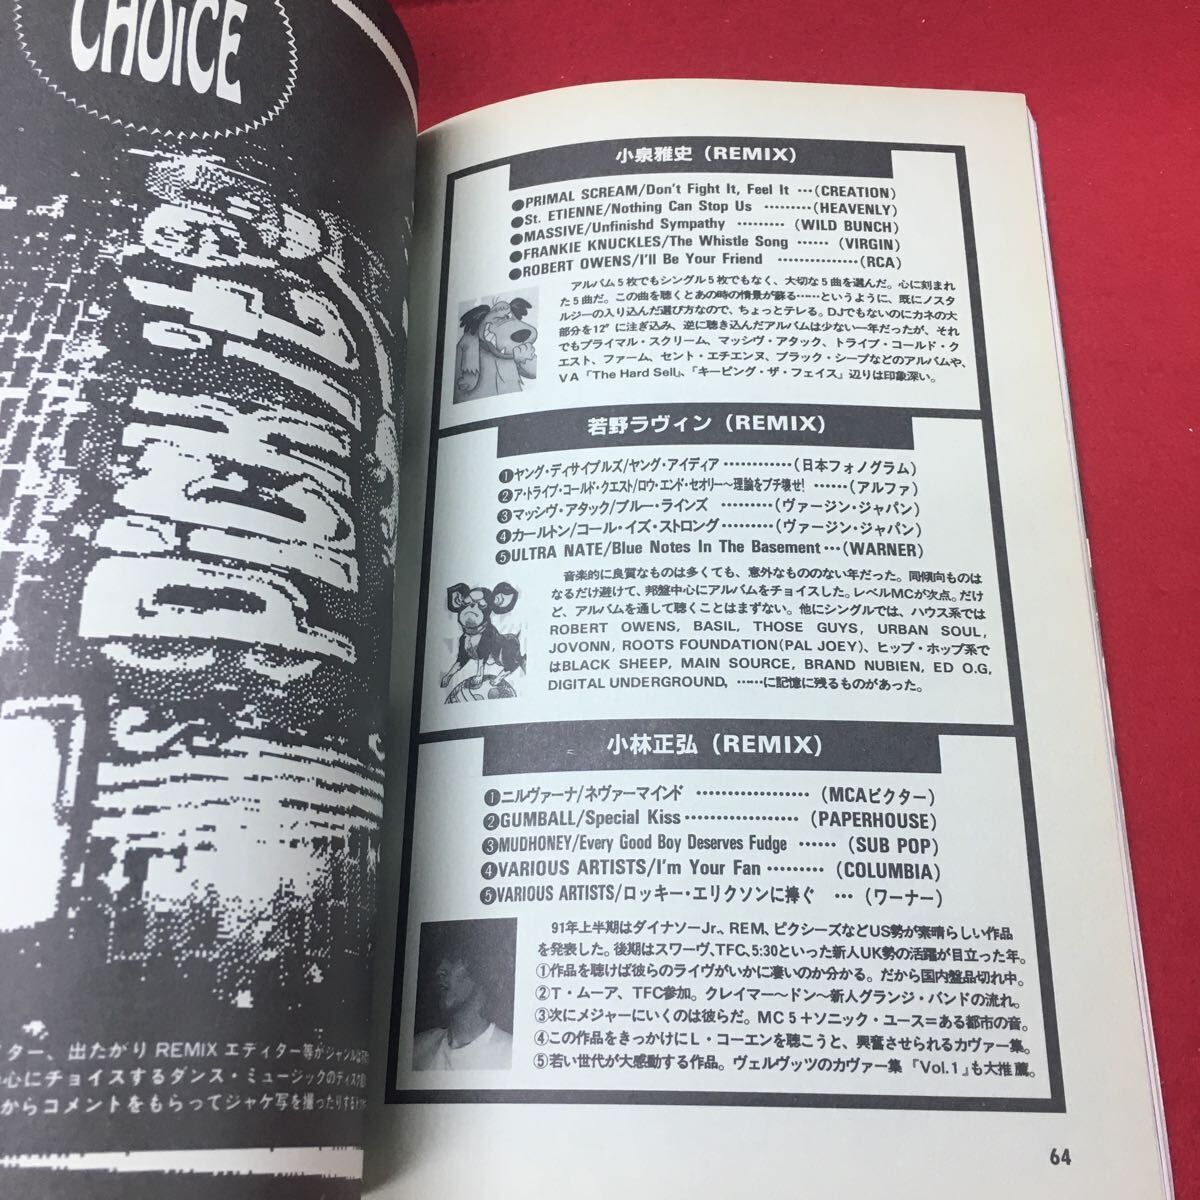 CHOiCE
ター、出たがり REMIX エディター等がジャンルは
心にチョイスするダンス・ミュージックのディスク
からコメントをもらってジャケ写を撮ったりする
小泉雅史 (REMIX)
●PRIMAL SCREAM/Don't Fight It, Feel It …(CREATION)
●St. ETIENNE/Nothing Can Stop Us ………(HEAVENLY)
●MASSIVE/Unfinishd Sympathy ………(WILD BUNCH)
●FRANKIE KNUCKLES/The Whistle Song …… (VIRGIN)
●ROBERT OWENS/I'll Be Your Friend ……………(RCA)
アルバム5枚でもシングル5枚でもなく、大切な5曲を選んだ。心に刻まれ
た5曲だ。この曲を聴くとあの時の情景が蘇る……というように、既にノスタ
ルジーの入り込んだ選び方なので、ちょっとテレる。DJでもないのにカネの大
部分を12"に注ぎ込み、逆に聴き込んだアルバムは少ない一年だったが、それ
でもプライマル・スクリーム、マッシヴ・アタック、トライブ・コールド・ク
エスト、ファーム、セント・エチエンヌ、ブラック・シープなどのアルバムや、
VA「The Hard Sell」、「キーピング・ザ・フェイス」辺りは印象深い。
若野ラヴィン (REMIX)
❶ヤング・ディサイプルズ/ヤング・アイディア …………(日本フォノグラム)
❷ア・トライブ・コールド・クエスト/ロウ・エンド・セオリー〜理論をブチ壊せ! ……(アルファ)
❸マッシヴ・アタック/ブルー・ラインズ ………(ヴァージン・ジャパン)
❹カールトン/コール・イズ・ストロング………(ヴァージン・ジャパン)
❺ULTRA NATE/Blue Notes In The Basement…(WARNER)
音楽的に良質なものは多くても、意外なもののない年だった。同傾向ものは
なるだけ避けて、邦盤中心にアルバムをチョイスした。レベルMCが次点。だけ
ど、アルバムを通して聴くことはまずない。他にシングルでは、ハウス系では
ROBERT OWENS, BASIL, THOSE GUYS, URBAN SOUL,
JOVONN, ROOTS FOUNDATION(PAL JOEY)、ヒップ・ホップ系で
はBLACK SHEEP, MAIN SOURCE, BRAND NUBIEN, ED O.G,
DIGITAL UNDERGROUND, ……に記憶に残るものがあった。
小林正弘 (REMIX)
❶ニルヴァーナ/ネヴァーマインド ……………… (MCAビクター)
❷GUMBALL/Special Kiss……………… (PAPERHOUSE)
❸MUDHONEY/Every Good Boy Deserves Fudge …… (SUB POP)
❹VARIOUS ARTISTS/I'm Your Fan ……… (COLUMBIA)
❺VARIOUS ARTISTS/ロッキー・エリクソンに捧ぐ … (ワーナー)
91年上半期はダイナソーJr.、REM、ピクシーズなどUS勢が素晴らしい作品
を発表した。後期はスワーヴ、TFC、5:30といった新人UK勢の活躍が目立った年。
①作品を聴けば彼らのライヴがいかに凄いのか分かる。だから国内盤品切れ中。
②T・ムーア、TFC参加。クレイマー〜ドン〜新人グランジ・バンドの流れ。
③次にメジャーにいくのは彼らだ。MC5+ソニック・ユース=ある都市の音。
④この作品をきっかけにL・コーエンを聴こうと、興奮させられるカヴァー集。
⑤若い世代が大感動する作品。ヴェルヴェッツのカヴァー集「Vol.1」も大推薦。
64